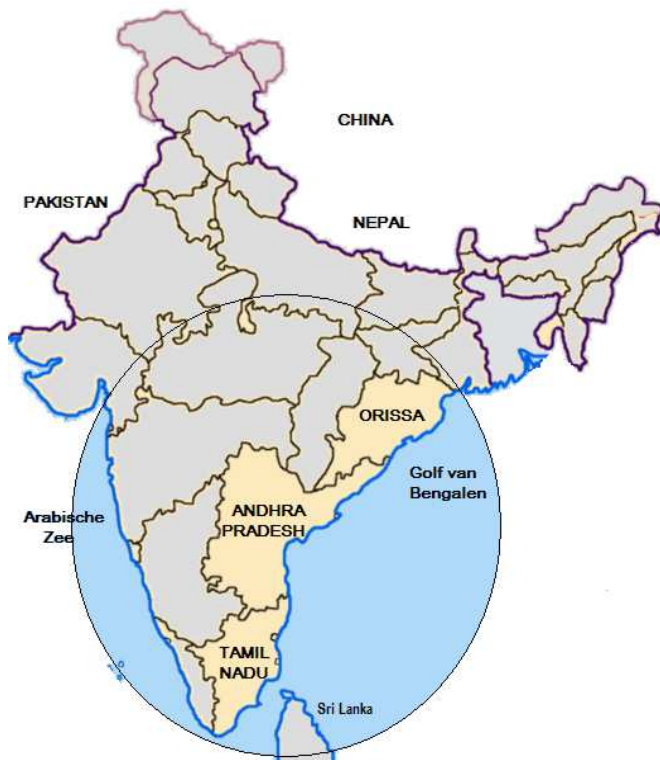 CHINA
PAKISTAN
NEPAL
ORISSA
Golf van
Bengalen
ANDHRA
PRADESH
Arabische
Zee
TAMIL
NADU
Sri Lanka